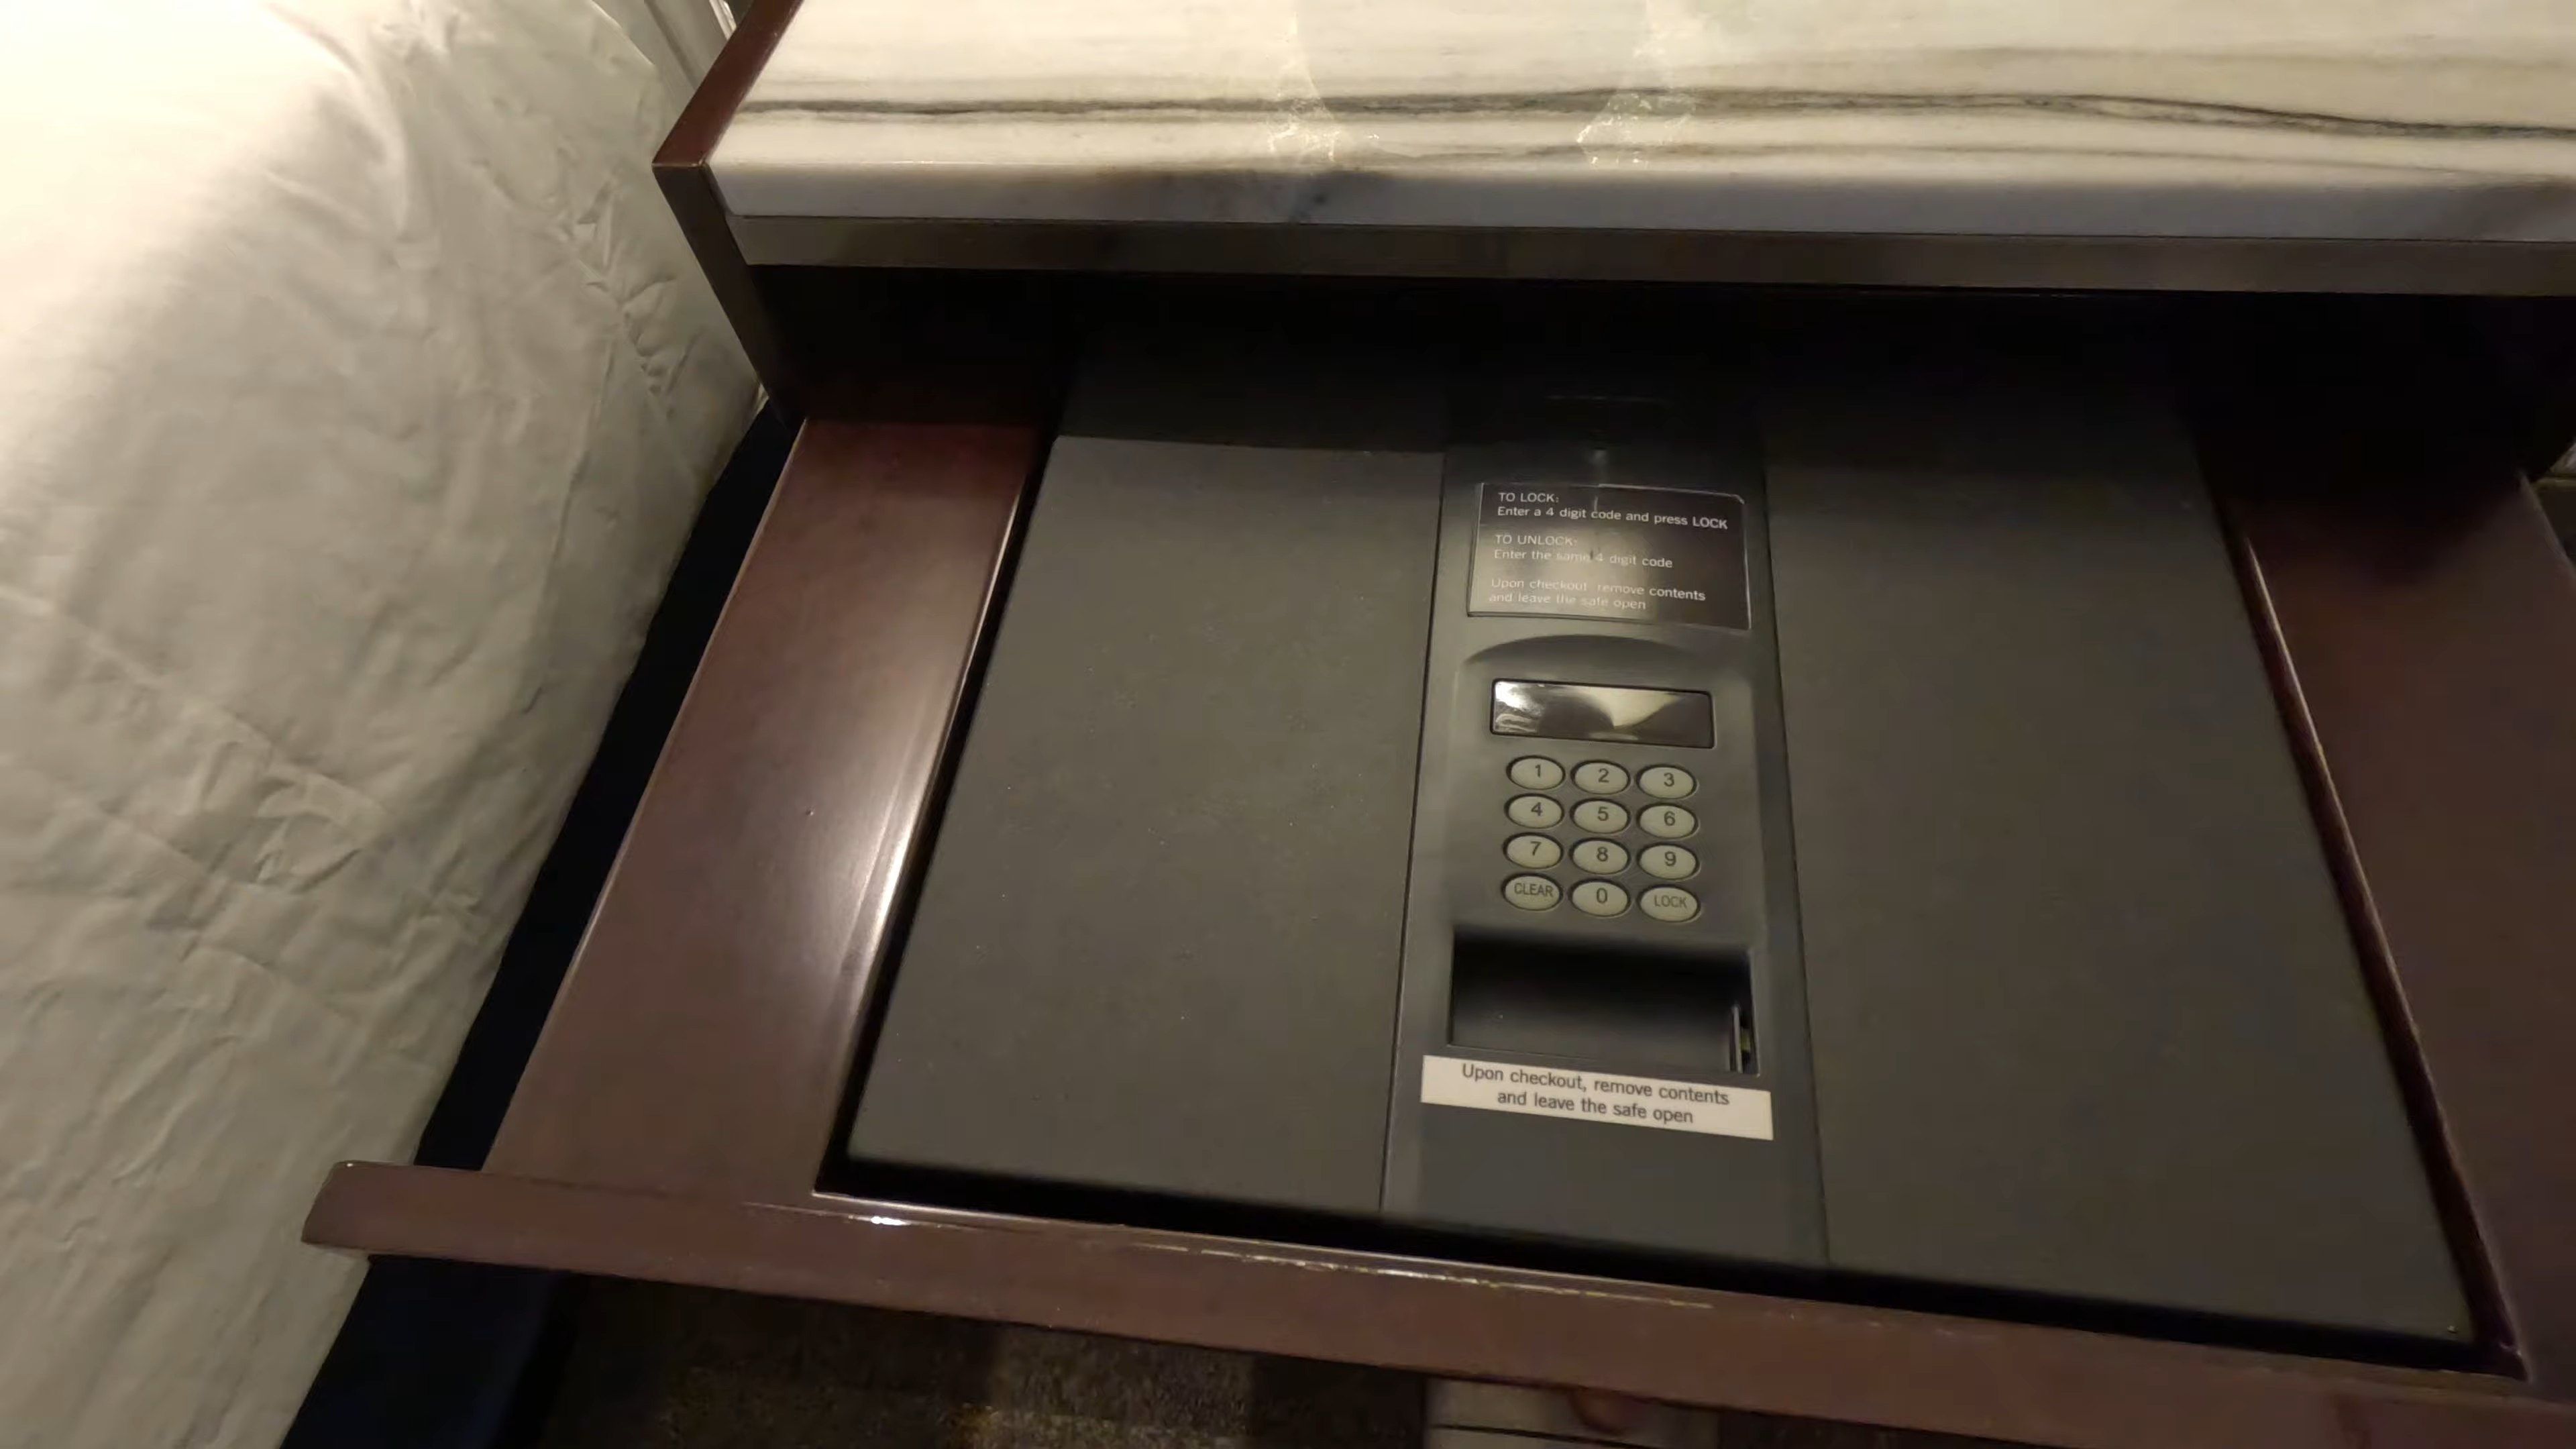 TO LOCK:
Enter a 4 digit code and press LOCK
TO UNLOCK:
Enter the same 4 digit code
Upon checkout, remove contents
and leave the safe open
1 2 3
4 5 6
7 8 9
CLEAR 0 LOCK
Upon checkout, remove contents
and leave the safe open